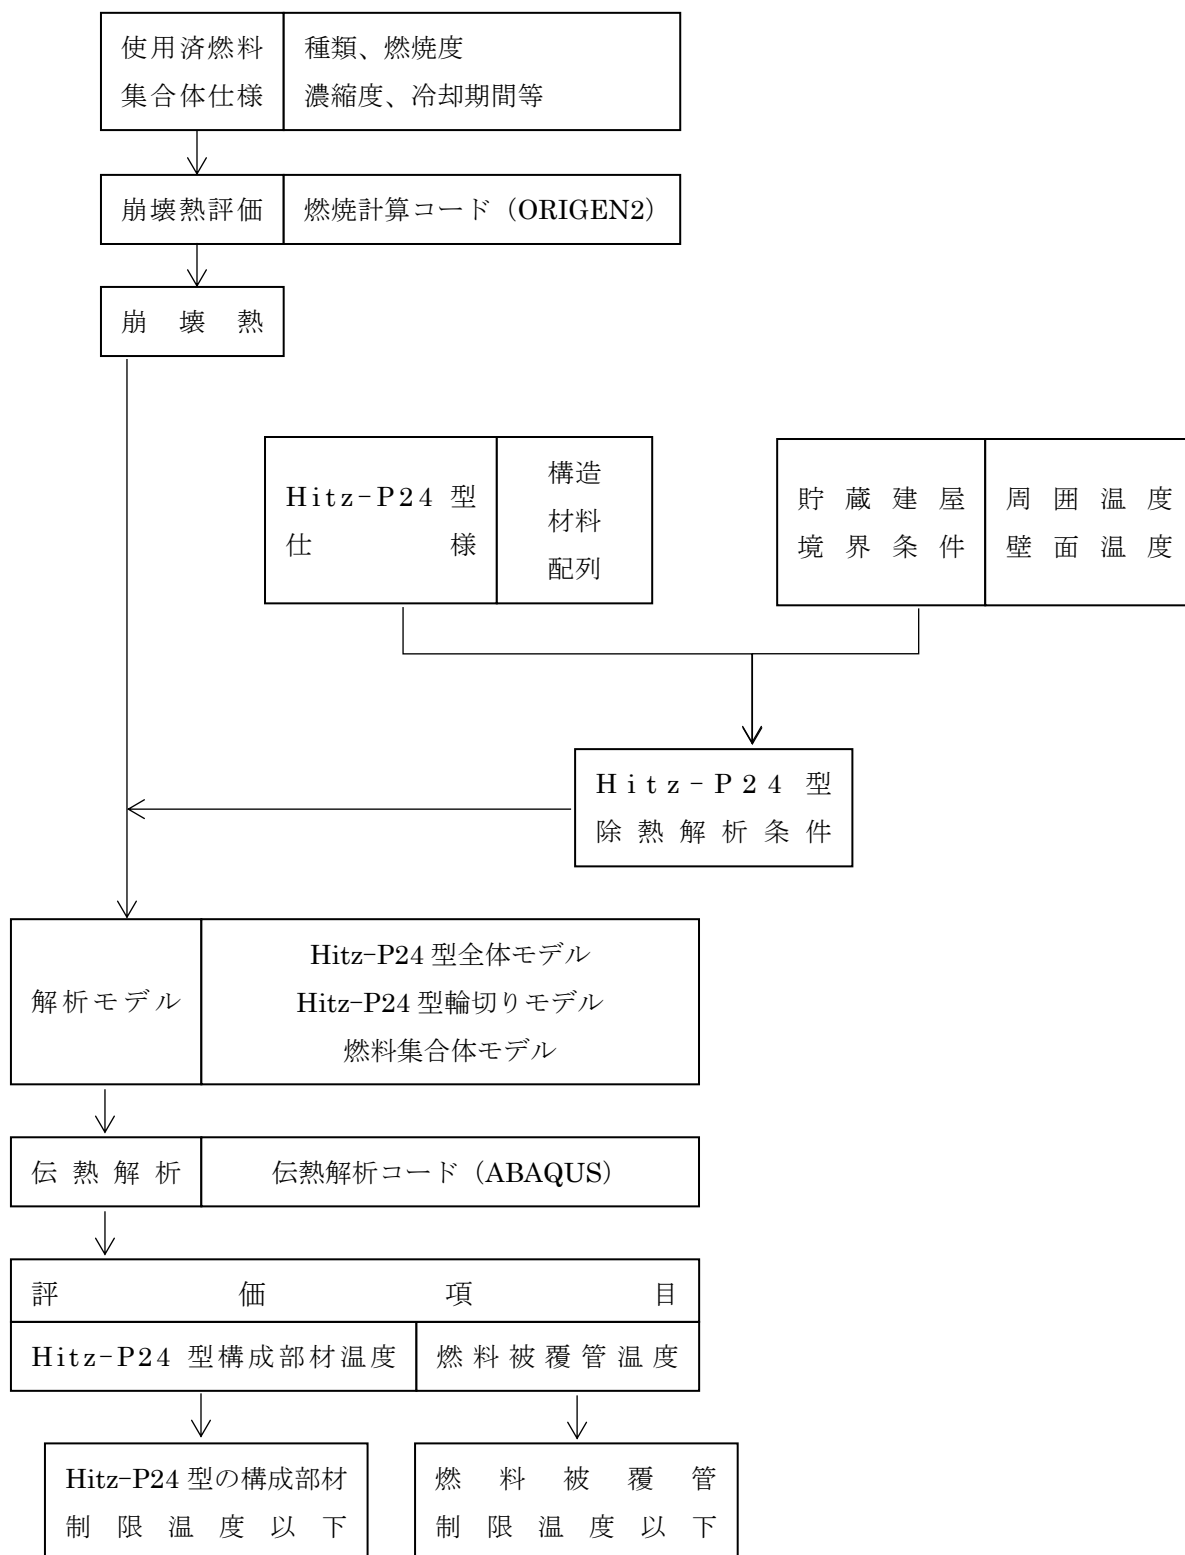 使用済燃料
集合体仕様
種類、燃焼度
濃縮度、冷却期間等
崩壊熱評価
燃焼計算コード（ORIGEN2）
崩壊熱
Hitz-P24 型
仕様
構造
材料
配列
貯蔵建屋
境界条件
周囲温度
壁面温度
Hitz-P24 型
除熱解析条件
解析モデル
Hitz-P24 型全体モデル
Hitz-P24 型輪切りモデル
燃料集合体モデル
伝熱解析
伝熱解析コード（ABAQUS）
評価項目
Hitz-P24 型構成部材温度
燃料被覆管温度
Hitz-P24 型の構成部材
制限温度以下
燃料被覆管
制限温度以下